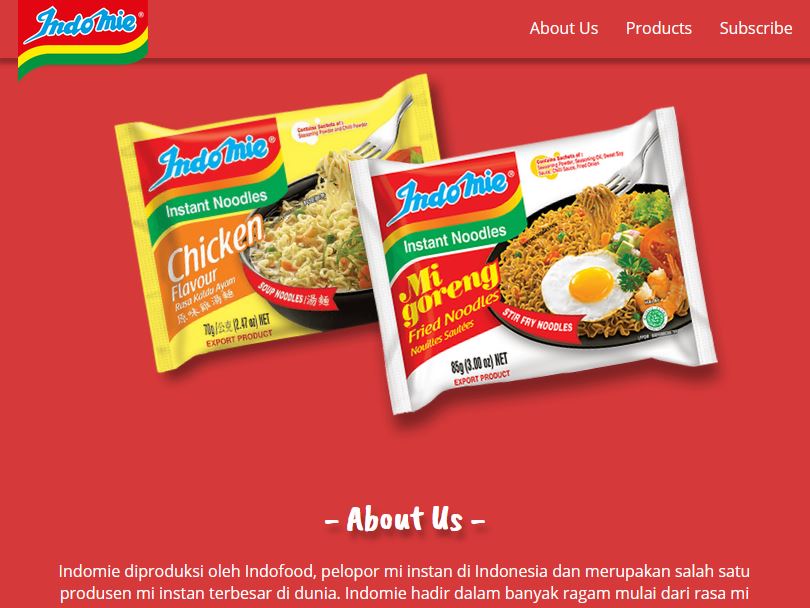 Indomie®
About Us
Products
Subscribe
Indomie®
Instant Noodles
Chicken
Flavour
Rasa Kaldu Ayam
原味雞湯麵
Contains Sachets of :
Seasoning Powder and Chilli Powder
SOUP NOODLES/湯麵
70g/公克(2.47 oz) NET
EXPORT PRODUCT
Indomie®
Instant Noodles
Mi
goreng
Fried Noodles
Nouilles Sautées
Contains Sachets of :
Seasoning Powder, Seasoning Oil, Sweet Soy
Sauce, Chilli Sauce, Fried Onion
STIR FRY NOODLES
85g (3.00 oz) NET
EXPORT PRODUCT
- About Us -
Indomie diproduksi oleh Indofood, pelopor mi instan di Indonesia dan merupakan salah satu
produsen mi instan terbesar di dunia. Indomie hadir dalam banyak ragam mulai dari rasa mi